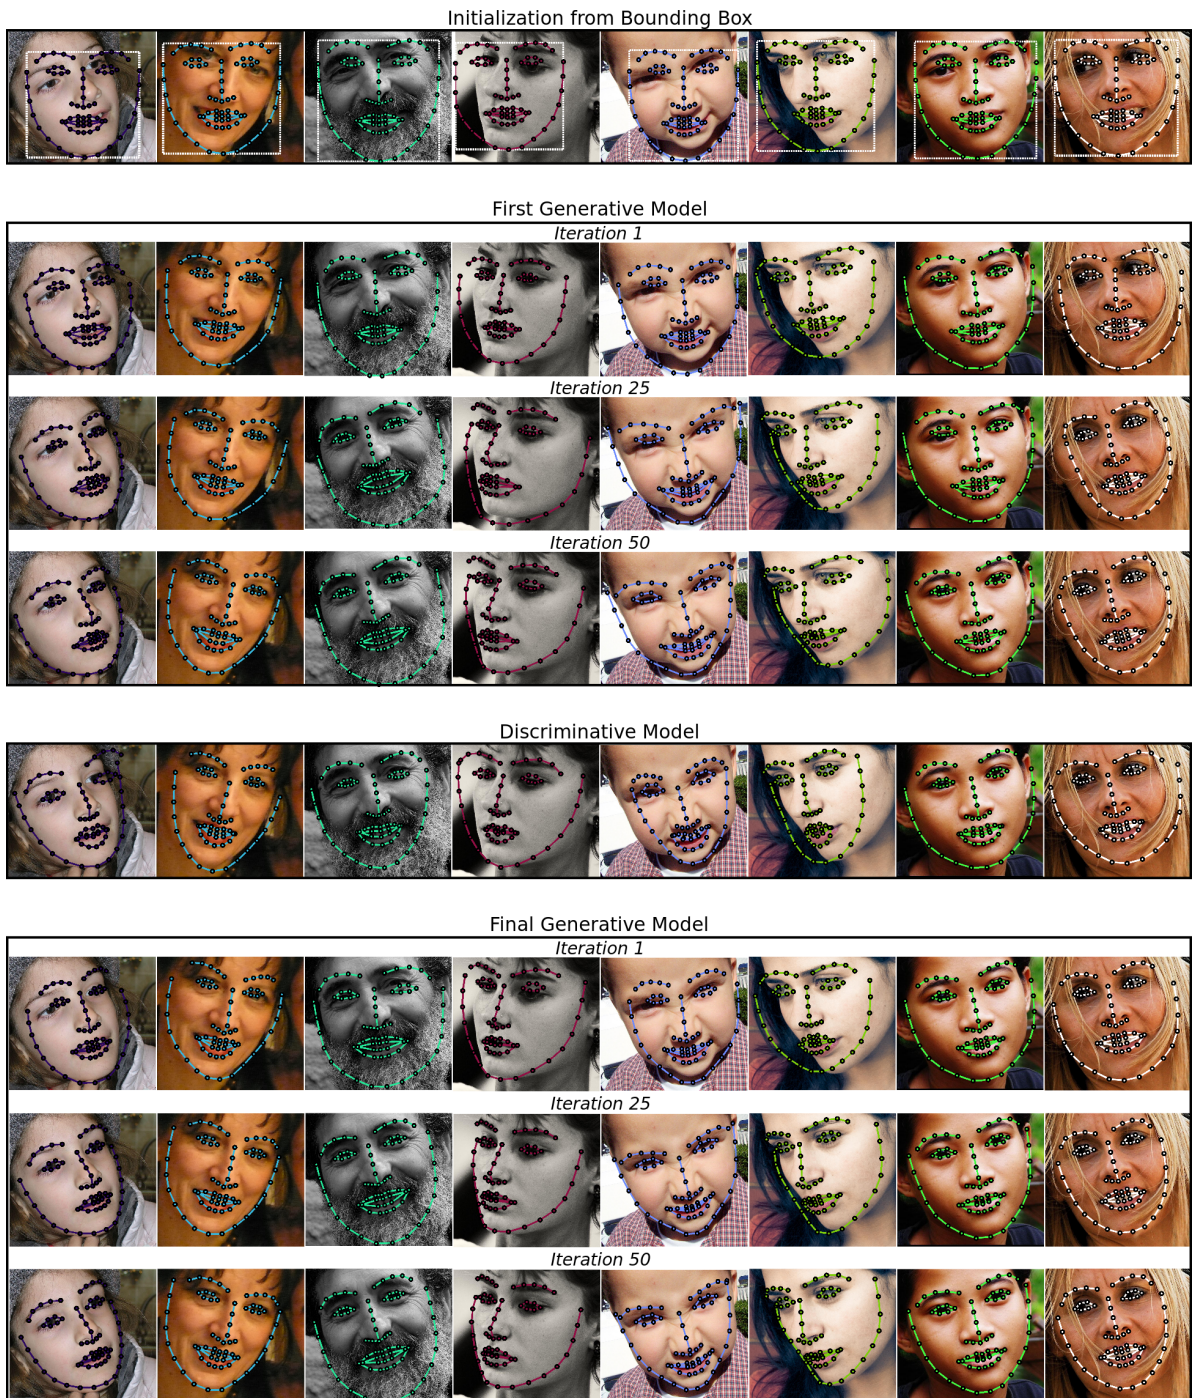 Initialization from Bounding Box
First Generative Model
Iteration 1
Iteration 25
Iteration 50
Discriminative Model
Final Generative Model
Iteration 1
Iteration 25
Iteration 50